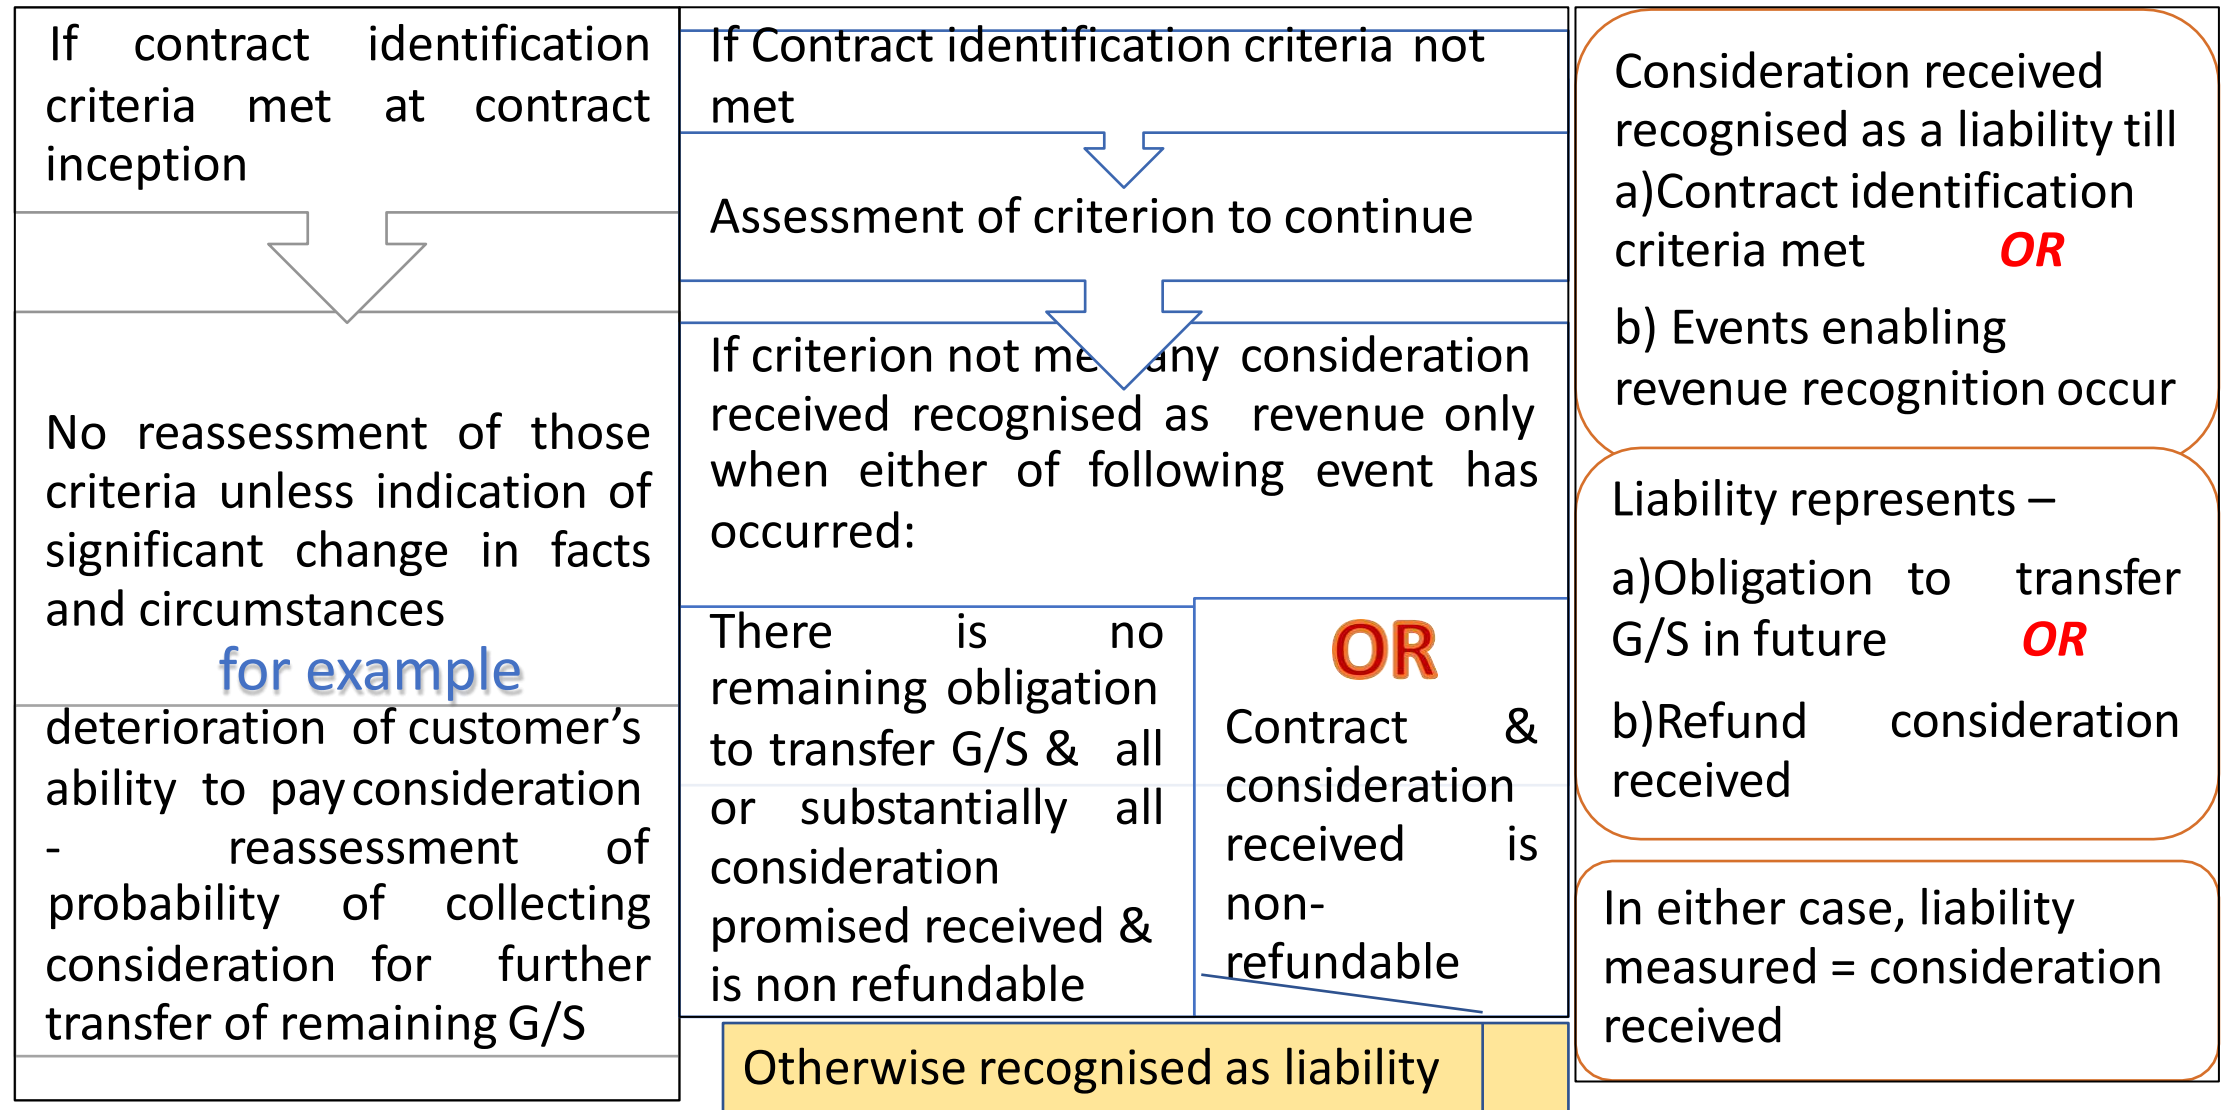 If contract identification
criteria met at contract
inception
No reassessment of those
criteria unless indication of
significant change in facts
and circumstances
for example
deterioration of customer’s
ability to pay consideration
- reassessment of
probability of collecting
consideration for further
transfer of remaining G/S
If Contract identification criteria not
met
Assessment of criterion to continue
If criterion not any consideration
received recognised as revenue only
when either of following event has
occurred:
There is no
remaining obligation
to transfer G/S & all
or substantially all
consideration
promised received &
is non refundable
OR
Contract &
consideration
received is
non-
refundable
Otherwise recognised as liability
Consideration received
recognised as a liability till
a)Contract identification
criteria met OR
b) Events enabling
revenue recognition occur
Liability represents –
a)Obligation to transfer
G/S in future OR
b)Refund consideration
received
In either case, liability
measured = consideration
received